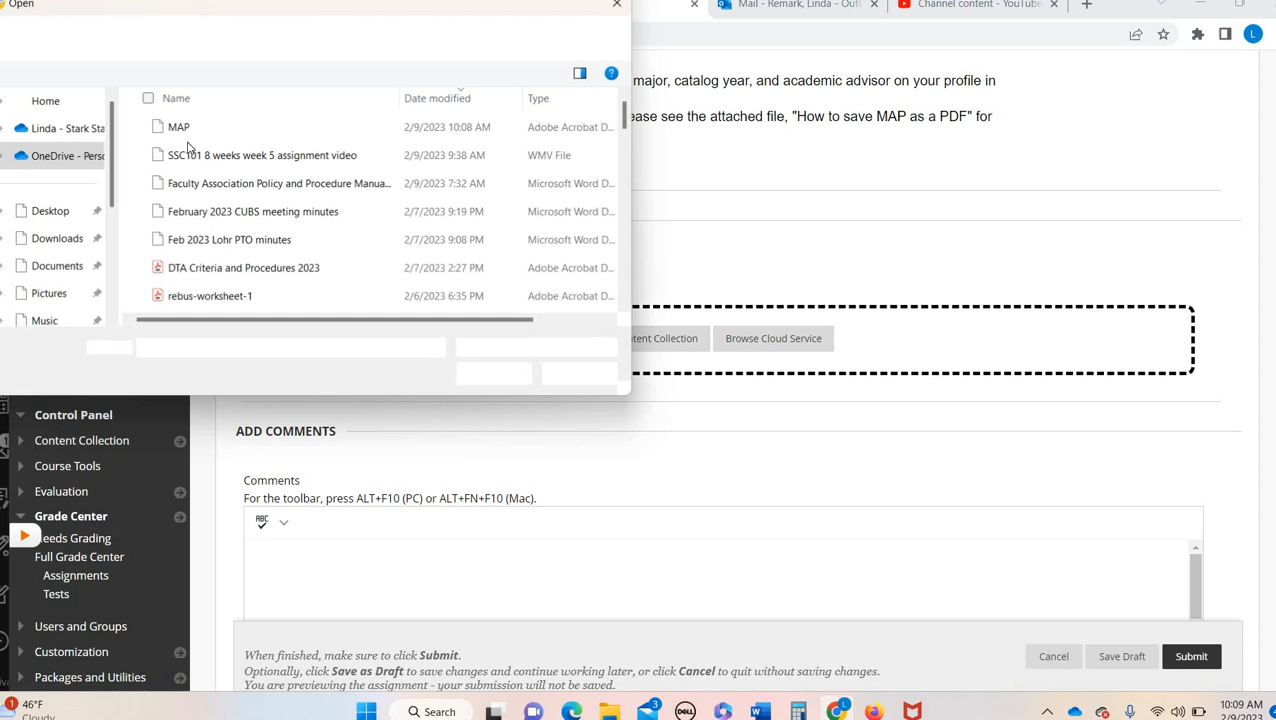 Open
Mail - Remark, Linda - Outl
Channel content - YouTube
L
major, catalog year, and academic advisor on your profile in
ease see the attached file, "How to save MAP as a PDF" for
Name
Date modified
Type
Home
MAP
2/9/2023 10:08 AM
Adobe Acrobat D...
Linda - Stark Sta
SSC101 8 weeks week 5 assignment video
2/9/2023 9:38 AM
WMV File
OneDrive - Perso
Faculty Association Policy and Procedure Manua...
2/9/2023 7:32 AM
Microsoft Word D...
Desktop
February 2023 CUBS meeting minutes
2/7/2023 9:19 PM
Microsoft Word D...
Downloads
Feb 2023 Lohr PTO minutes
2/7/2023 9:08 PM
Microsoft Word D...
Documents
DTA Criteria and Procedures 2023
2/7/2023 2:27 PM
Adobe Acrobat D...
Pictures
rebus-worksheet-1
2/6/2023 6:35 PM
Adobe Acrobat D...
Music
tent Collection
Browse Cloud Service
Control Panel
Content Collection
Course Tools
Evaluation
Grade Center
Needs Grading
Full Grade Center
Assignments
Tests
Users and Groups
Customization
Packages and Utilities
ADD COMMENTS
Comments
For the toolbar, press ALT+F10 (PC) or ALT+FN+F10 (Mac).
ABC
When finished, make sure to click Submit.
Optionally, click Save as Draft to save changes and continue working later, or click Cancel to quit without saving changes.
You are previewing the assignment - your submission will not be saved.
Cancel
Save Draft
Submit
1
46°F
Cloudy
Search
3
DELL
L
10:09 AM
2/9/2023